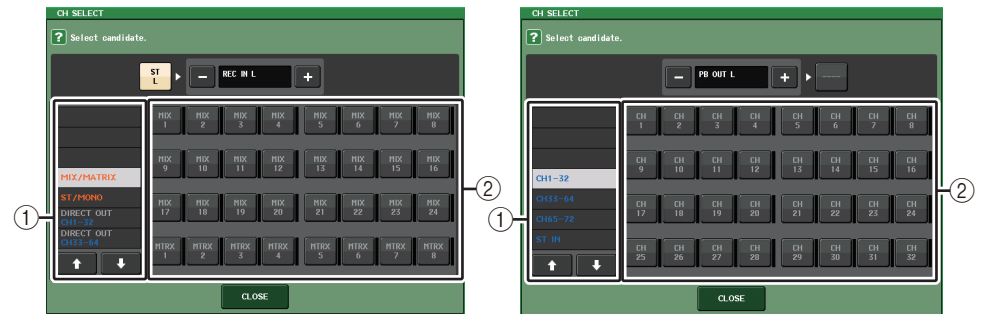 CH SELECT
? Select candidate.
ST L − REC IN L +
MIX 1 MIX 2 MIX 3 MIX 4 MIX 5 MIX 6 MIX 7 MIX 8
MIX 9 MIX 10 MIX 11 MIX 12 MIX 13 MIX 14 MIX 15 MIX 16
MIX/MATRIX
ST/MONO
MIX 17 MIX 18 MIX 19 MIX 20 MIX 21 MIX 22 MIX 23 MIX 24
DIRECT OUT
CH1-32
DIRECT OUT
CH33-64
MTRX 1 MTRX 2 MTRX 3 MTRX 4 MTRX 5 MTRX 6 MTRX 7 MTRX 8
1
2
CLOSE
CH SELECT
? Select candidate.
− PB OUT L + ----
CH 1 CH 2 CH 3 CH 4 CH 5 CH 6 CH 7 CH 8
CH 9 CH 10 CH 11 CH 12 CH 13 CH 14 CH 15 CH 16
CH1-32
CH33-64
CH 17 CH 18 CH 19 CH 20 CH 21 CH 22 CH 23 CH 24
CH65-72
ST IN
CH 25 CH 26 CH 27 CH 28 CH 29 CH 30 CH 31 CH 32
1
2
CLOSE